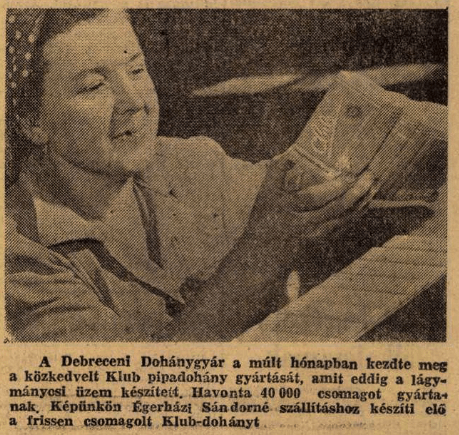 Club
A Debreceni Dohánygyár a múlt hónapban kezdte meg
a közkedvelt Klub pipadohány gyártását, amit eddig a lágy-
mányosi üzem készített. Havonta 40 000 csomagot gyárta-
nak. Képünkön Égerházi Sándorné szállításhoz készíti elő
a frissen csomagolt Klub-dohányt